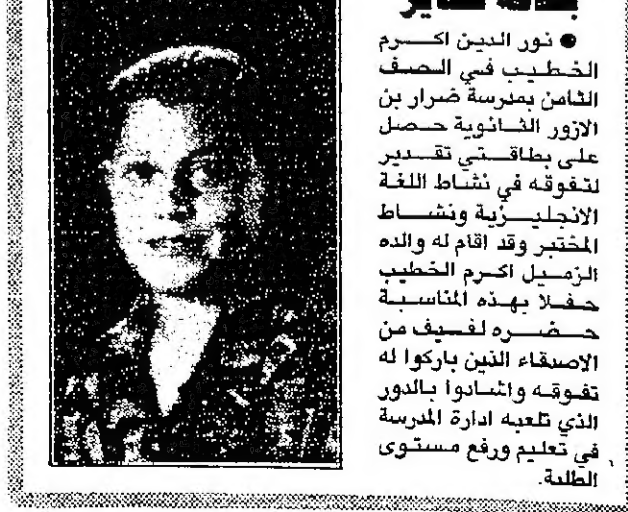 ● نور الدين اكرم
الخطيب في الصف
الثامن بمدرسة ضرار بن
الازور الثانوية حصل
على بطاقتي تقدير
لتفوقه في نشاط اللغة
الانجليزية ونشاط
المختبر وقد اقام له والده
الزميل اكرم الخطيب
حفلا بهذه المناسبة
حضره لفيف من
الاصدقاء الذين باركوا له
تفوقه واشادوا بالدور
الذي تلعبه ادارة المدرسة
في تعليم ورفع مستوى
الطلبة.